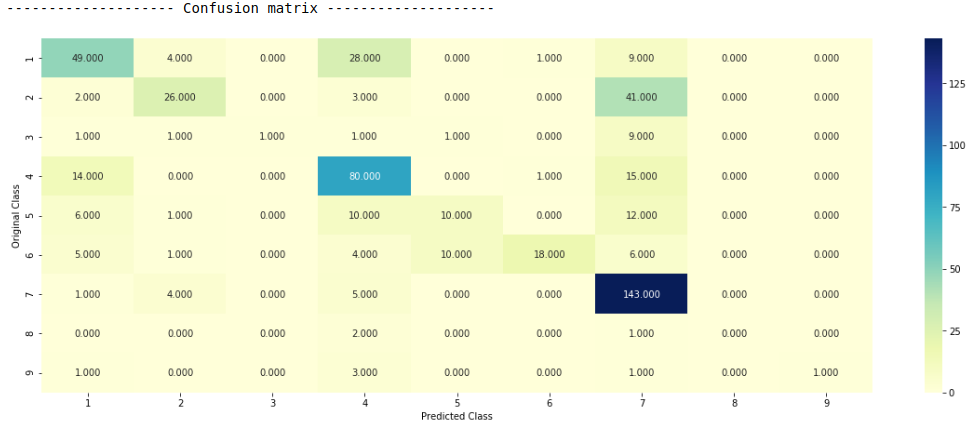 -------------------- Confusion matrix --------------------
1 49.000 4.000 0.000 28.000 0.000 1.000 9.000 0.000 0.000
2 2.000 26.000 0.000 3.000 0.000 0.000 41.000 0.000 0.000
3 1.000 1.000 1.000 1.000 1.000 0.000 9.000 0.000 0.000
4 14.000 0.000 0.000 80.000 0.000 1.000 15.000 0.000 0.000
5 6.000 1.000 0.000 10.000 10.000 0.000 12.000 0.000 0.000
6 5.000 1.000 0.000 4.000 10.000 18.000 6.000 0.000 0.000
7 1.000 4.000 0.000 5.000 0.000 0.000 143.000 0.000 0.000
8 0.000 0.000 0.000 2.000 0.000 0.000 1.000 0.000 0.000
9 1.000 0.000 0.000 3.000 0.000 0.000 1.000 0.000 1.000
1 2 3 4 5 6 7 8 9
Predicted Class
Original Class
125
100
75
50
25
0